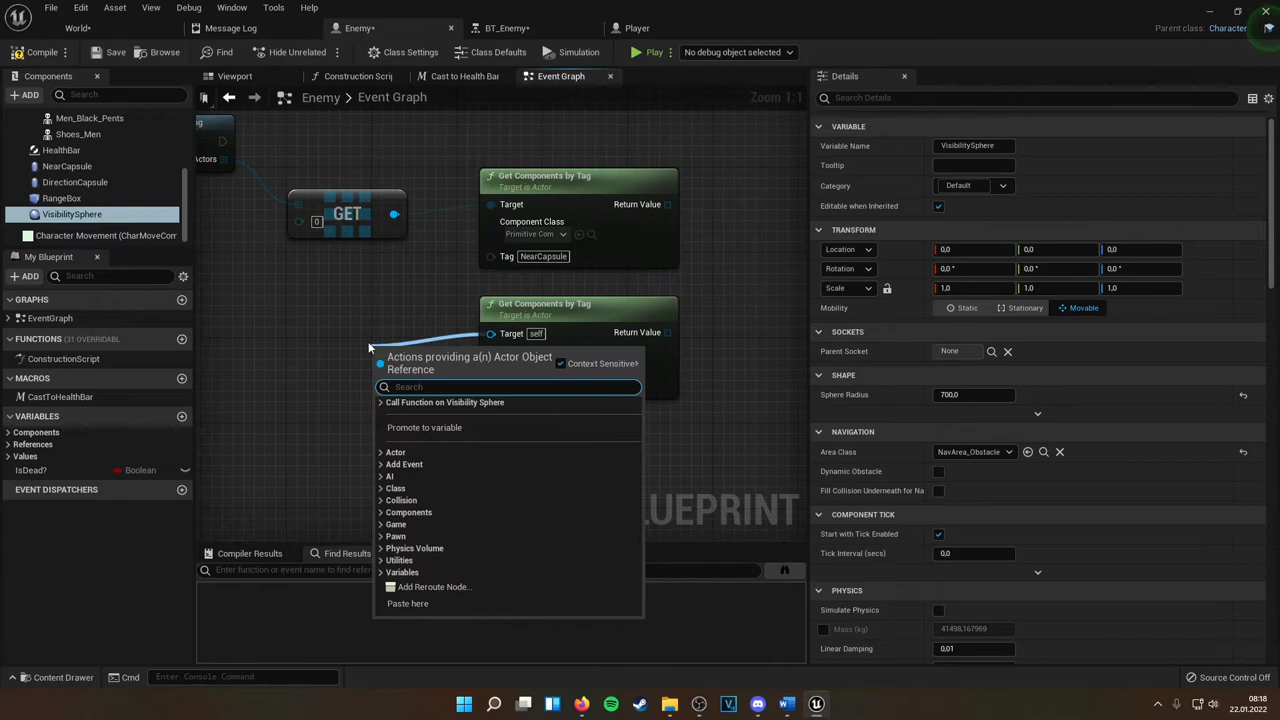 File Edit Asset View Debug Window Tools Help
World* Message Log Enemy* BT_Enemy* Player
Parent class: Character
Compile Save Browse Find Hide Unrelated Class Settings Class Defaults Simulation Play No debug object selected
Components
Viewport Construction Scrip Cast to Health Bar Event Graph
Details
ADD Search
Enemy > Event Graph
Zoom 1:1
Search Details
Men_Black_Pents
Shoes_Men
HealthBar
NearCapsule
DirectionCapsule
RangeBox
VisibilitySphere
Character Movement (CharMoveCom
My Blueprint
ADD Search
GRAPHS
EventGraph
FUNCTIONS (31 OVERRIDABL
ConstructionScript
MACROS
CastToHealthBar
VARIABLES
Components
References
Values
IsDead? Boolean
EVENT DISPATCHERS
Actors
GET
0
Get Components by Tag
Target is Actor
Target Return Value
Component Class
Primitive Com
Tag NearCapsule
Get Components by Tag
Target is Actor
Target self Return Value
Actions providing a(n) Actor Object
Reference
Context Sensitive
Search
Call Function on Visibility Sphere
Promote to variable
Actor
Add Event
AI
Class
Collision
Components
Game
Pawn
Physics Volume
Utilities
Variables
Add Reroute Node...
Paste here
Compiler Results Find Results
Enter function or event name to find refer
VARIABLE
Variable Name VisibilitySphere
Tooltip
Category Default
Editable when Inherited
TRANSFORM
Location 0,0 0,0 0,0
Rotation 0,0 ° 0,0 ° 0,0 °
Scale 1,0 1,0 1,0
Mobility Static Stationary Movable
SOCKETS
Parent Socket None
SHAPE
Sphere Radius 700,0
NAVIGATION
Area Class NavArea_Obstacle
Dynamic Obstacle
Fill Collision Underneath for Na
COMPONENT TICK
Start with Tick Enabled
Tick Interval (secs) 0,0
PHYSICS
Simulate Physics
Mass (kg) 41498,167969
Linear Damping 0,01
Content Drawer Cmd Enter Console Command
Source Control Off
08:18
22.01.2022